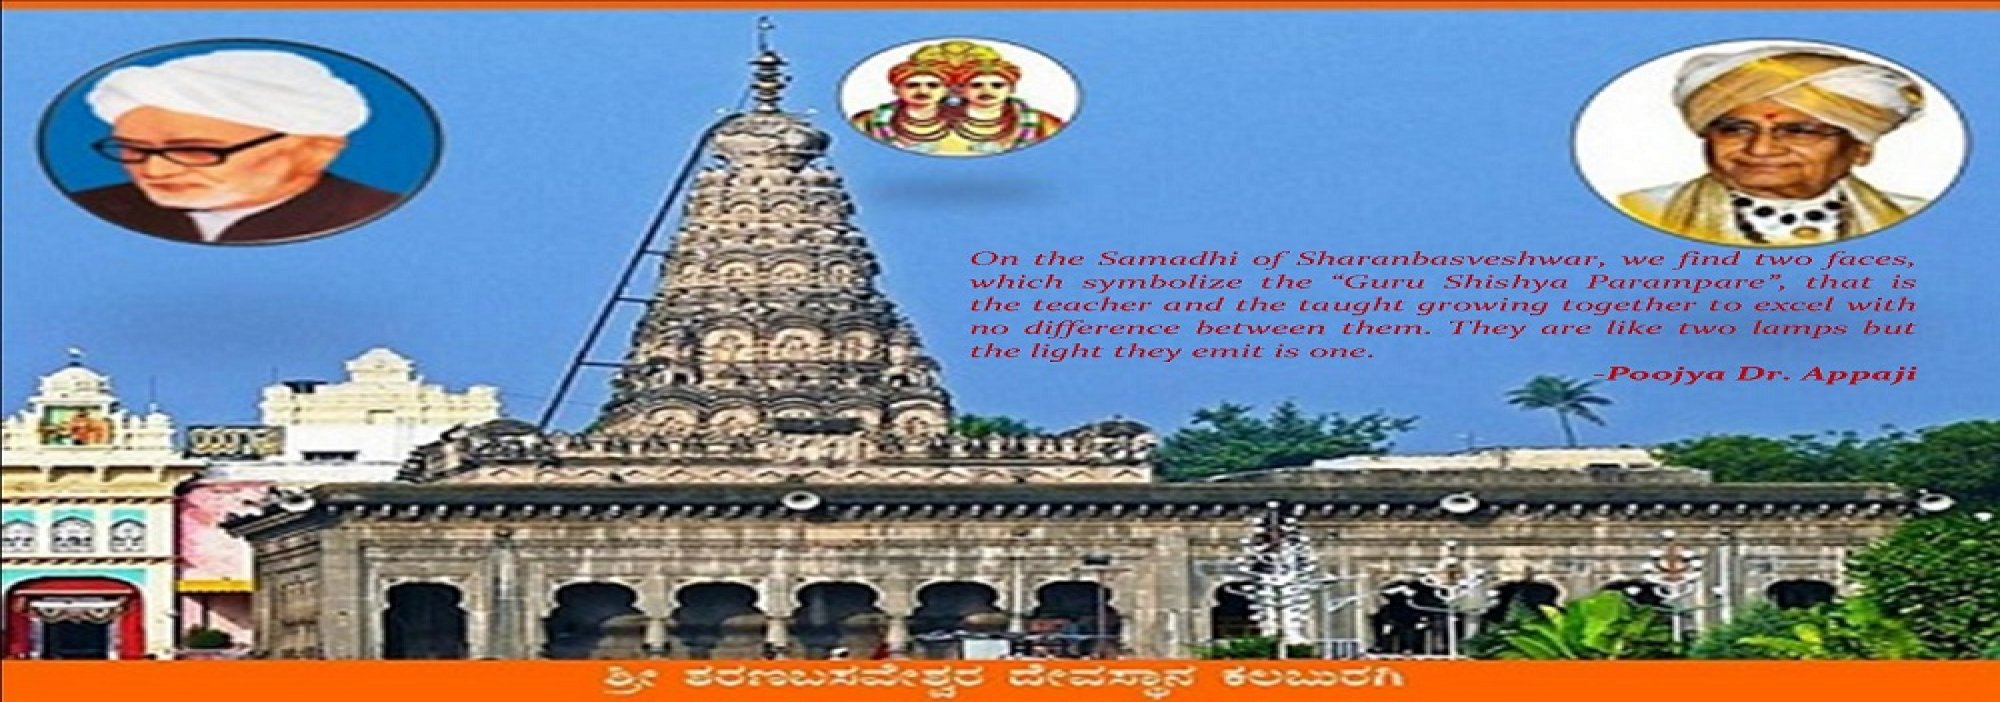 On the Samadhi of Sharanbasveshwar, we find two faces,
which symbolize the “Guru Shishya Parampare”, that is
the teacher and the taught growing together to excel with
no difference between them. They are like two lamps but
the light they emit is one.
-Poojya Dr. Appaji
ಶ್ರೀ ಶರಣಬಸವೇಶ್ವರ ದೇವಸ್ಥಾನ ಕಲಬುರಗಿ